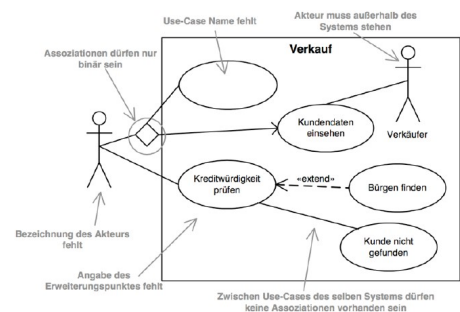 Use-Case Name fehlt
Akteur muss außerhalb des
Systems stehen
Assoziationen dürfen nur
binär sein
Verkauf
Kundendaten
einsehen
Verkäufer
Kreditwürdigkeit
prüfen
«extend»
Bürgen finden
Bezeichnung des Akteurs
fehlt
Kunde nicht
gefunden
Angabe des
Erweiterungspunktes fehlt
Zwischen Use-Cases des selben Systems dürfen
keine Assoziationen vorhanden sein